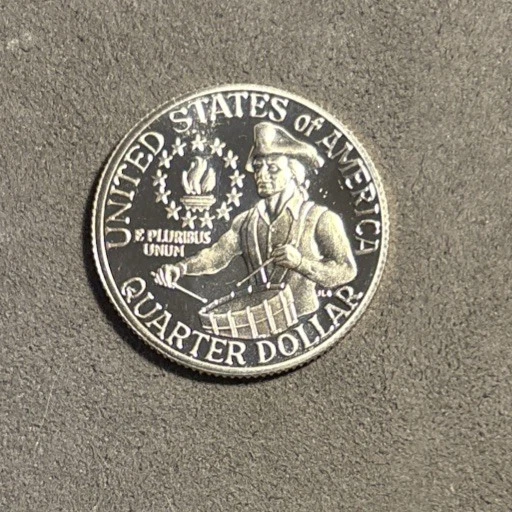 UNITED STATES of AMERICA
E PLURIBUS
UNUM
QUARTER DOLLAR